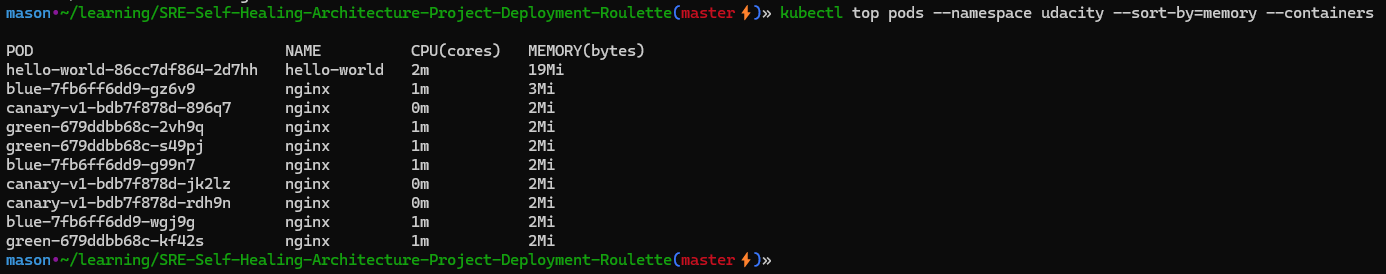 mason•~/learning/SRE-Self-Healing-Architecture-Project-Deployment-Roulette(master⚡)» kubectl top pods --namespace udacity --sort-by=memory --containers
POD NAME CPU(cores) MEMORY(bytes)
hello-world-86cc7df864-2d7hh hello-world 2m 19Mi
blue-7fb6ff6dd9-gz6v9 nginx 1m 3Mi
canary-v1-bdb7f878d-896q7 nginx 0m 2Mi
green-679ddbb68c-2vh9q nginx 1m 2Mi
green-679ddbb68c-s49pj nginx 1m 2Mi
blue-7fb6ff6dd9-g99n7 nginx 1m 2Mi
canary-v1-bdb7f878d-jk2lz nginx 0m 2Mi
canary-v1-bdb7f878d-rdh9n nginx 0m 2Mi
blue-7fb6ff6dd9-wgj9g nginx 1m 2Mi
green-679ddbb68c-kf42s nginx 1m 2Mi
mason•~/learning/SRE-Self-Healing-Architecture-Project-Deployment-Roulette(master⚡)»